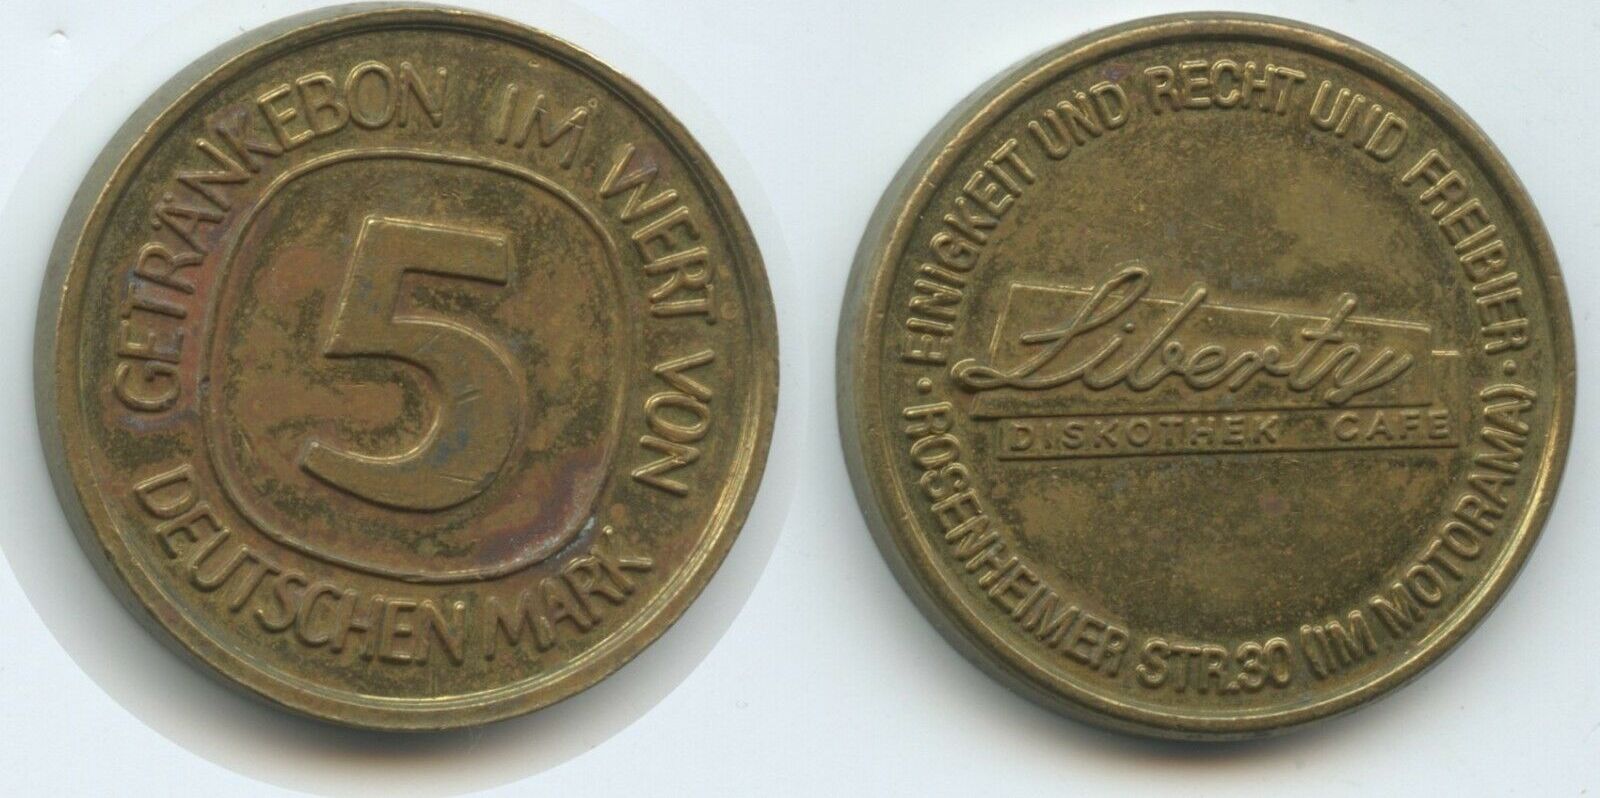 GETRÄNKEBON IM WERT VON
DEUTSCHEN MARK
5
EINIGKEIT UND RECHT UND FREIBIER
Liberty
DISKOTHEK CAFE
· ROSENHEIMER STR.30 (IM MOTORAMA) ·